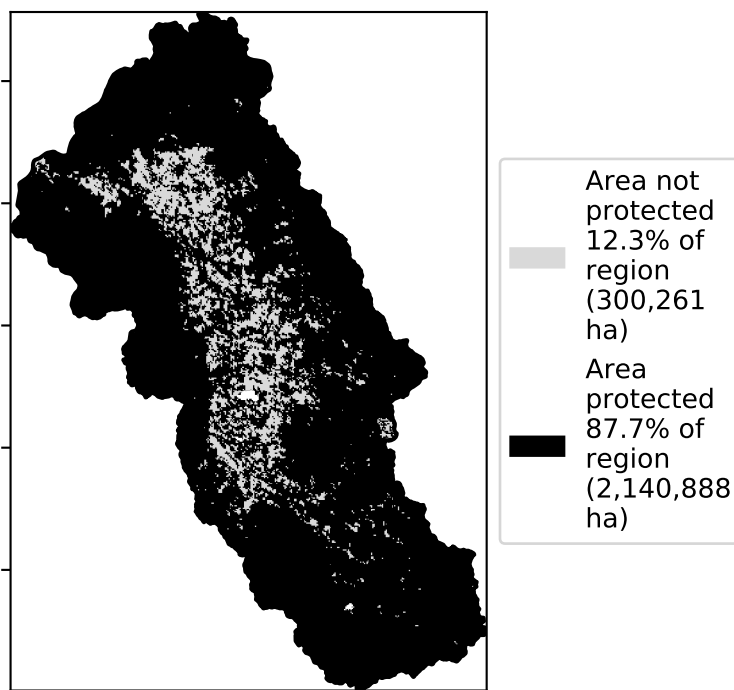 Area not
protected
12.3% of
region
(300,261
ha)
Area
protected
87.7% of
region
(2,140,888
ha)